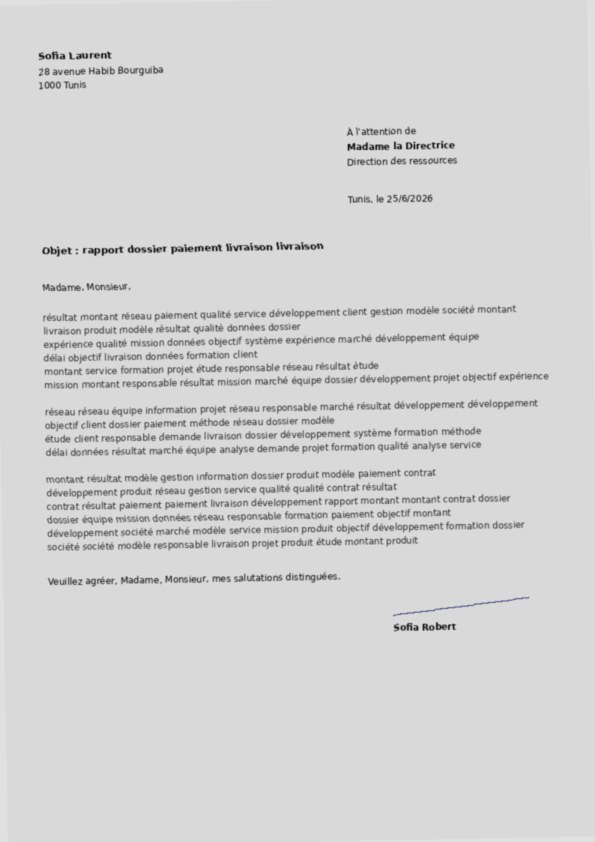 Sofia Laurent
28 avenue Habib Bourguiba
1000 Tunis
À l'attention de
Madame la Directrice
Direction des ressources
Tunis, le 25/6/2026
Objet : rapport dossier paiement livraison livraison
Madame, Monsieur,
résultat montant réseau paiement qualité service développement client gestion modèle société montant
livraison produit modèle résultat qualité données dossier
expérience qualité mission données objectif système expérience marché développement équipe
délai objectif livraison données formation client
montant service formation projet étude responsable réseau résultat étude
mission montant responsable résultat mission marché équipe dossier développement projet objectif expérience
réseau réseau équipe information projet réseau responsable marché résultat développement développement
objectif client dossier paiement méthode réseau dossier modèle
étude client responsable demande livraison dossier développement système formation méthode
délai données résultat marché équipe analyse demande projet formation qualité analyse service
montant résultat modèle gestion information dossier produit modèle paiement contrat
développement produit réseau gestion service qualité qualité contrat résultat
contrat résultat paiement paiement livraison développement rapport montant montant contrat dossier
dossier équipe mission données réseau responsable formation paiement objectif montant
développement société marché modèle service mission produit objectif développement formation dossier
société société modèle responsable livraison projet produit étude montant produit
Veuillez agréer, Madame, Monsieur, mes salutations distinguées.
Sofia Robert